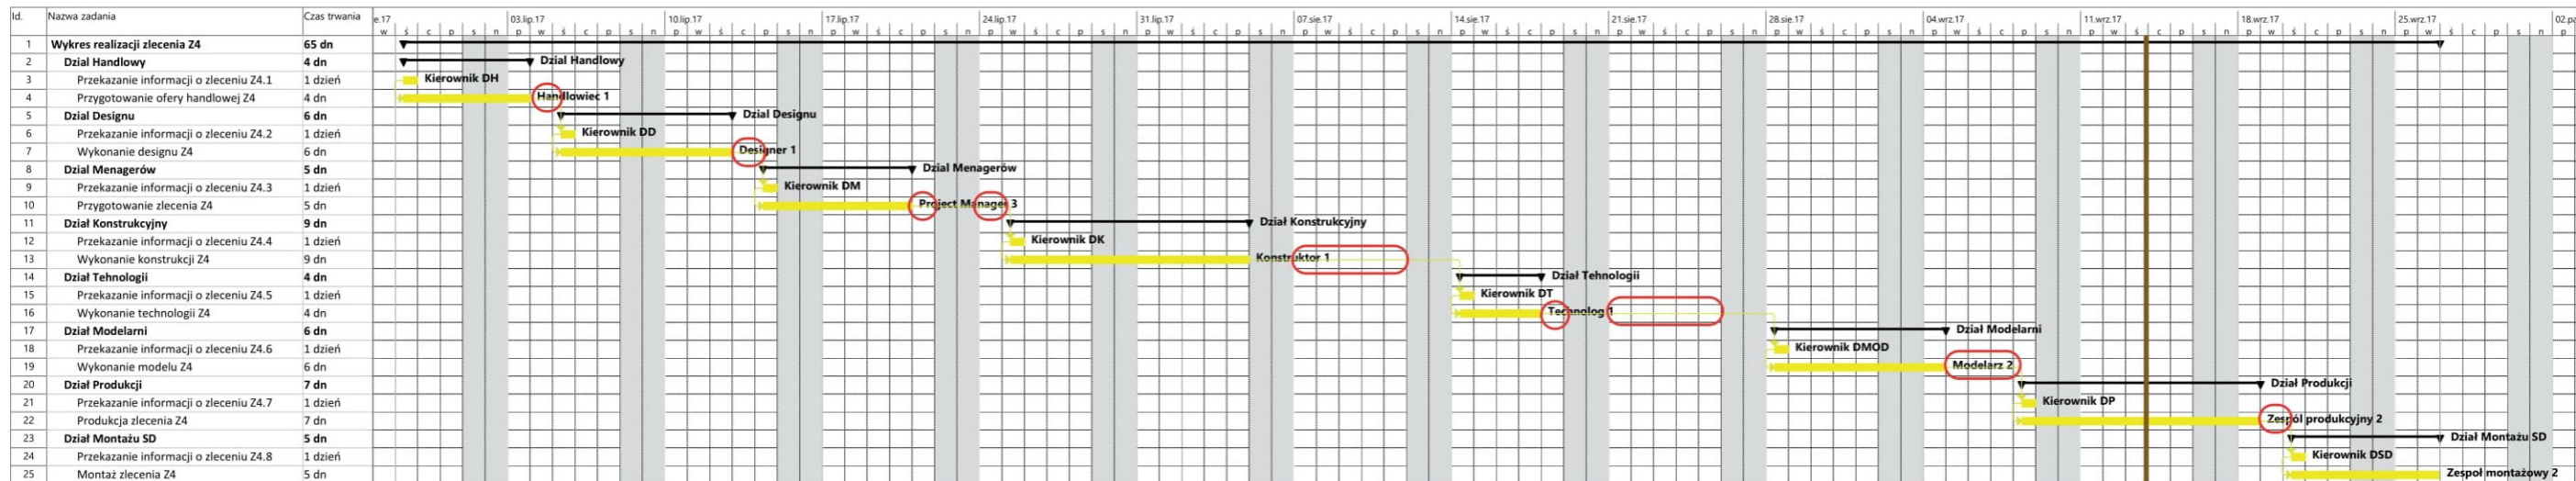 Id. Nazwa zadania Czas trwania e.17 03.lip.17 10.lip.17 17.lip.17 24.lip.17 31.lip.17 07.sie.17 14.sie.17 21.sie.17 28.sie.17 04.wrz.17 11.wrz.17 18.wrz.17 25.wrz.17 02.pa
w ś c p s n p w ś c p s n p w ś c p s n p w ś c p s n p w ś c p s n p w ś c p s n p w ś c p s n p w ś c p s n p w ś c p s n p w ś c p s n p w ś c p s n p w ś c p s n p w ś c p s n p w ś c p s n p
1 Wykres realizacji zlecenia Z4 65 dn
2 Dzial Handlowy 4 dn Dzial Handlowy
3 Przekazanie informacji o zleceniu Z4.1 1 dzień Kierownik DH
4 Przygotowanie ofery handlowej Z4 4 dn Handlowiec 1
5 Dzial Designu 6 dn Dzial Designu
6 Przekazanie informacji o zleceniu Z4.2 1 dzień Kierownik DD
7 Wykonanie designu Z4 6 dn Designer 1
8 Dzial Menagerów 5 dn Dzial Menagerów
9 Przekazanie informacji o zleceniu Z4.3 1 dzień Kierownik DM
10 Przygotowanie zlecenia Z4 5 dn Project Manager 3
11 Dział Konstrukcyjny 9 dn Dział Konstrukcyjny
12 Przekazanie informacji o zleceniu Z4.4 1 dzień Kierownik DK
13 Wykonanie konstrukcji Z4 9 dn Konstruktor 1
14 Dział Tehnologii 4 dn Dział Tehnologii
15 Przekazanie informacji o zleceniu Z4.5 1 dzień Kierownik DT
16 Wykonanie technologii Z4 4 dn Technolog 1
17 Dział Modelarni 6 dn Dział Modelarni
18 Przekazanie informacji o zleceniu Z4.6 1 dzień Kierownik DMOD
19 Wykonanie modelu Z4 6 dn Modelarz 2
20 Dział Produkcji 7 dn Dział Produkcji
21 Przekazanie informacji o zleceniu Z4.7 1 dzień Kierownik DP
22 Produkcja zlecenia Z4 7 dn Zespól produkcyjny 2
23 Dział Montażu SD 5 dn Dział Montażu SD
24 Przekazanie informacji o zleceniu Z4.8 1 dzień Kierownik DSD
25 Montaż zlecenia Z4 5 dn Zespoł montażowy 2